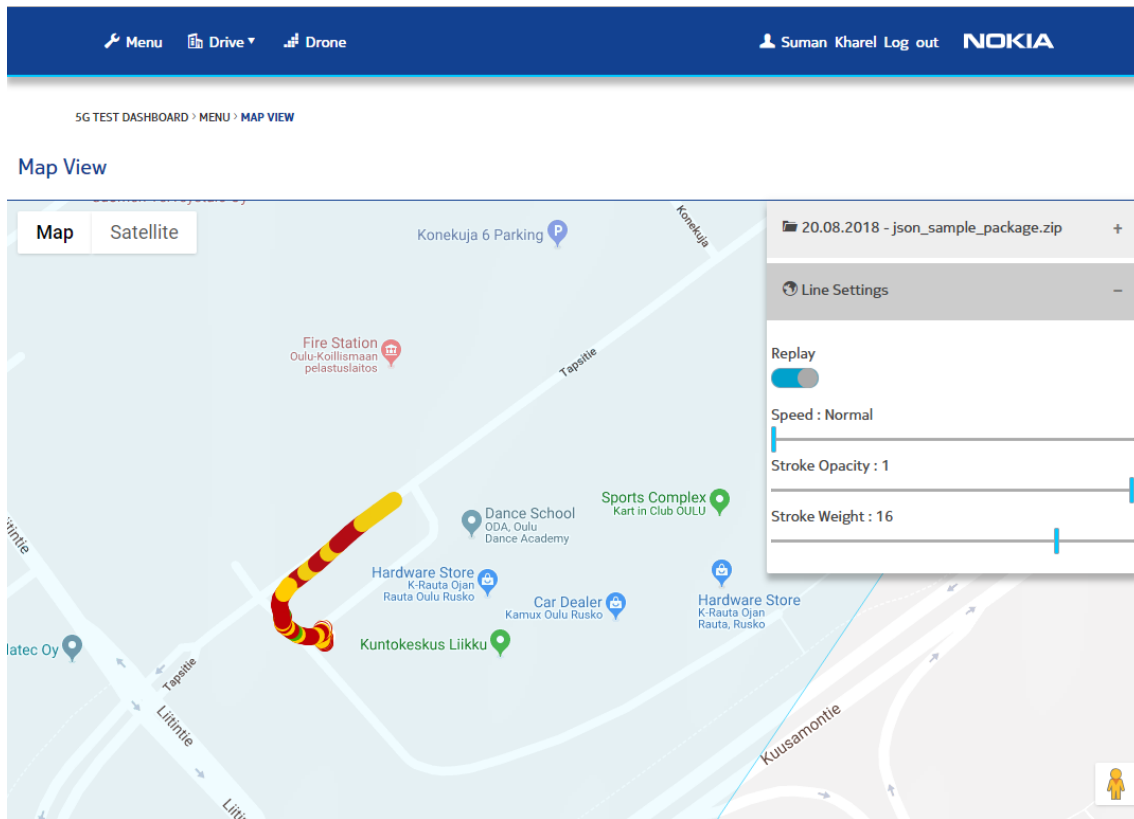 Menu Drive Drone Suman Kharel Log out NOKIA
5G TEST DASHBOARD > MENU > MAP VIEW
Map View
Map Satellite
Konekuja 6 Parking
P
Konekuja
20.08.2018 - json_sample_package.zip +
Line Settings −
Fire Station
Oulu-Koillismaan
pelastuslaitos
Tapsitie
Replay
Speed : Normal
Stroke Opacity : 1
Stroke Weight : 16
Sports Complex
Kart in Club OULU
Dance School
ODA, Oulu
Dance Academy
Hardware Store
K-Rauta Ojan
Rauta Oulu Rusko
Car Dealer
Kamux Oulu Rusko
Hardware Store
K-Rauta Ojan
Rauta, Rusko
Kuntokeskus Liikku
latec Oy
Tapsitie
Liitintie
Kuusamontie